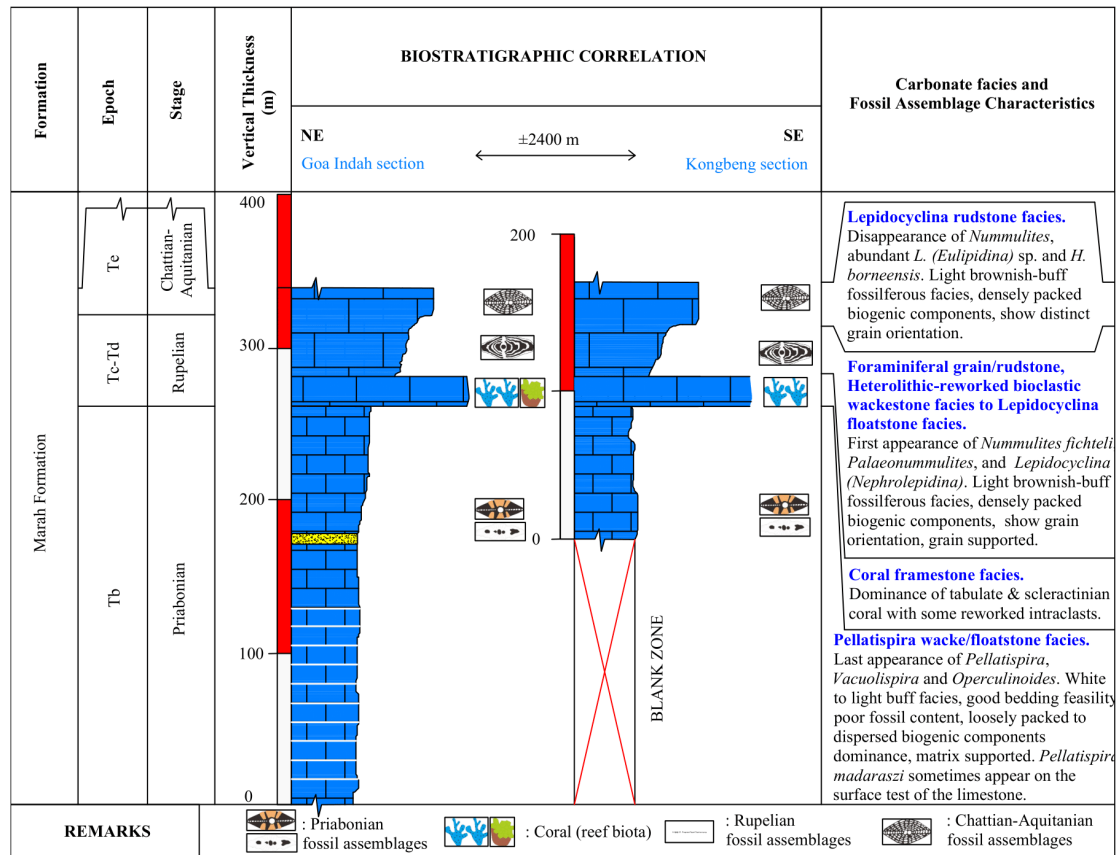 Formation
Epoch
Stage
Vertical Thickness
(m)
BIOSTRATIGRAPHIC CORRELATION
NE
Goa Indah section
±2400 m
SE
Kongbeng section
Carbonate facies and
Fossil Assemblage Characteristics
Marah Formation
Te
Tc-Td
Tb
Chattian-
Aquitanian
Rupelian
Priabonian
400
300
200
100
0
200
0
BLANK ZONE
Lepidocyclina rudstone facies.
Disappearance of Nummulites,
abundant L. (Eulipidina) sp. and H.
borneensis. Light brownish-buff
fossilferous facies, densely packed
biogenic components, show distinct
grain orientation.
Foraminiferal grain/rudstone,
Heterolithic-reworked bioclastic
wackestone facies to Lepidocyclina
floatstone facies.
First appearance of Nummulites fichteli
Palaeonummulites, and Lepidocyclina
(Nephrolepidina). Light brownish-buff
fossilferous facies, densely packed
biogenic components, show grain
orientation, grain supported.
Coral framestone facies.
Dominance of tabulate & scleractinian
coral with some reworked intraclasts.
Pellatispira wacke/floatstone facies.
Last appearance of Pellatispira,
Vacuolispira and Operculinoides. White
to light buff facies, good bedding feasility
poor fossil content, loosely packed to
dispersed biogenic components
dominance, matrix supported. Pellatispira
madaraszi sometimes appear on the
surface test of the limestone.
REMARKS
: Priabonian
fossil assemblages
: Coral (reef biota)
: Rupelian
fossil assemblages
: Chattian-Aquitanian
fossil assemblages